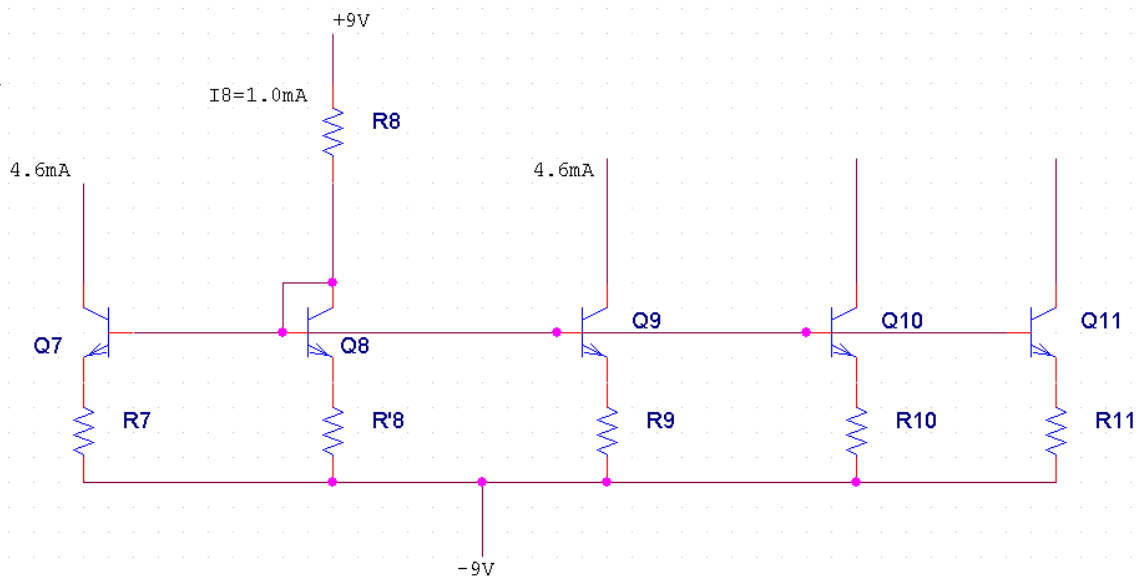 +9V
I8=1.0mA
R8
4.6mA
4.6mA
Q7
Q8
Q9
Q10
Q11
R7
R'8
R9
R10
R11
-9V